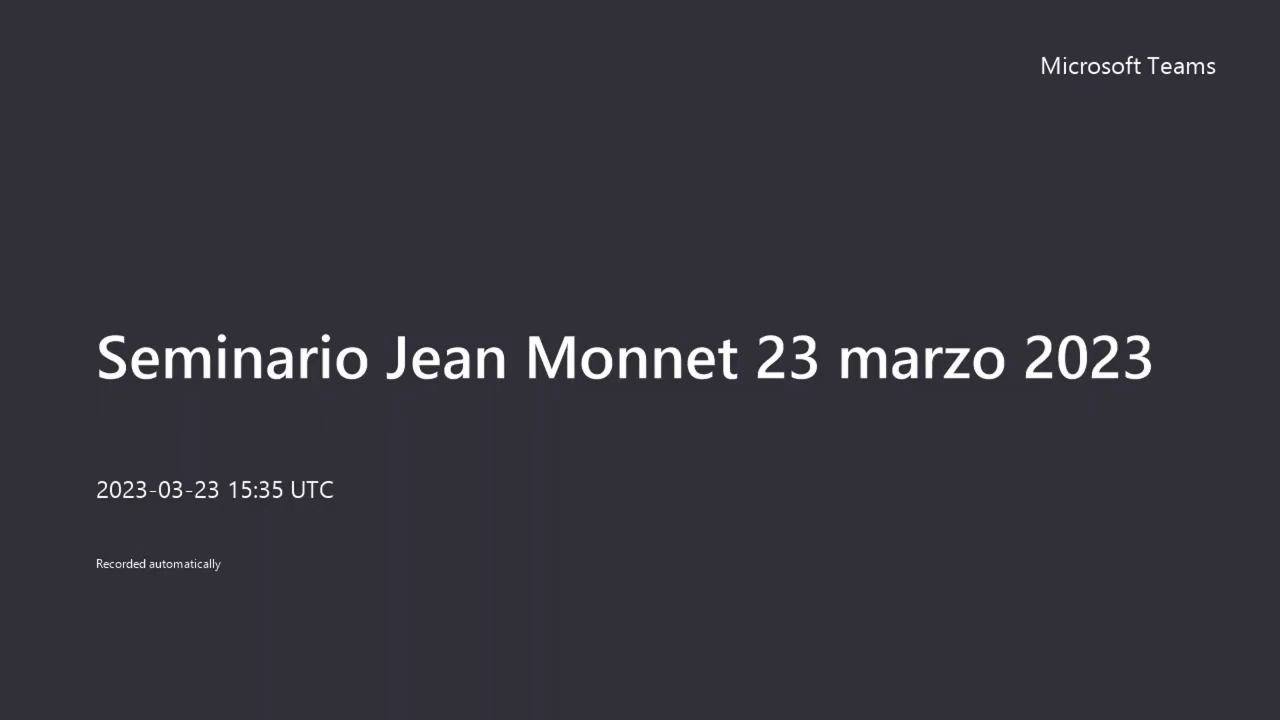 Microsoft Teams
Seminario Jean Monnet 23 marzo 2023
2023-03-23 15:35 UTC
Recorded automatically